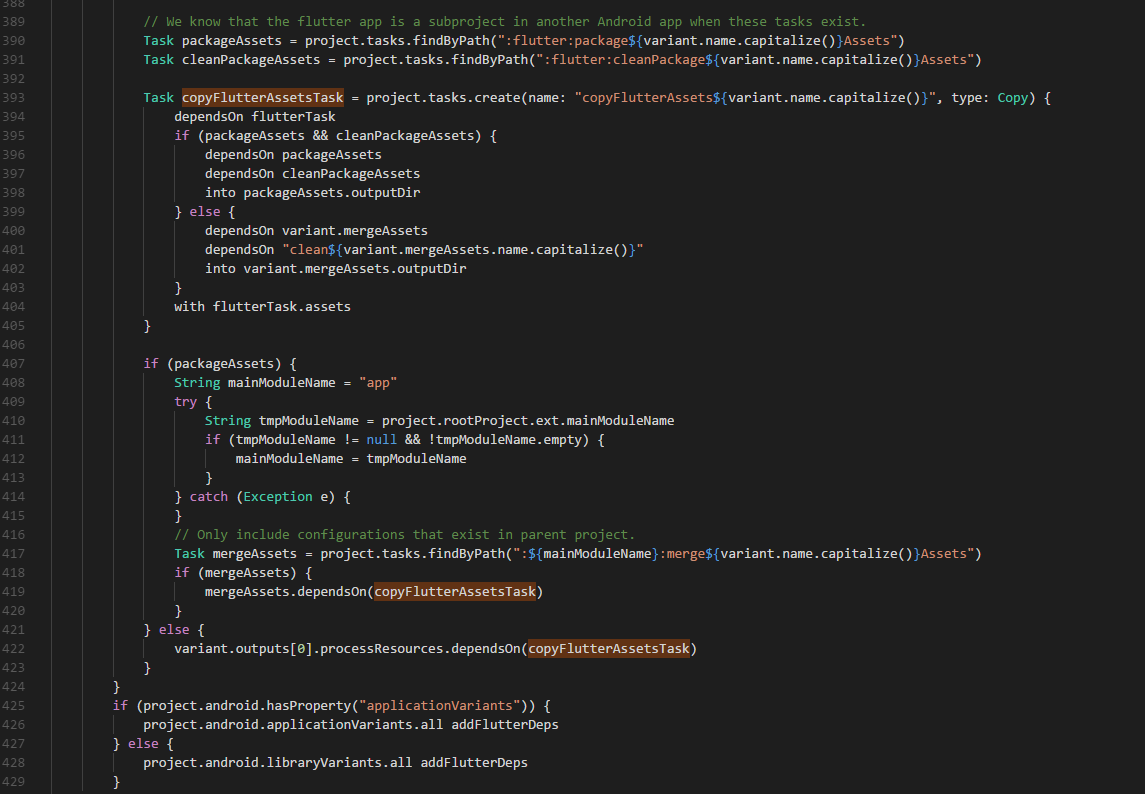 388
389 // We know that the flutter app is a subproject in another Android app when these tasks exist.
390 Task packageAssets = project.tasks.findByPath(":flutter:package${variant.name.capitalize()}Assets")
391 Task cleanPackageAssets = project.tasks.findByPath(":flutter:cleanPackage${variant.name.capitalize()}Assets")
392
393 Task copyFlutterAssetsTask = project.tasks.create(name: "copyFlutterAssets${variant.name.capitalize()}", type: Copy) {
394     dependsOn flutterTask
395     if (packageAssets && cleanPackageAssets) {
396         dependsOn packageAssets
397         dependsOn cleanPackageAssets
398         into packageAssets.outputDir
399     } else {
400         dependsOn variant.mergeAssets
401         dependsOn "clean${variant.mergeAssets.name.capitalize()}"
402         into variant.mergeAssets.outputDir
403     }
404     with flutterTask.assets
405 }
406
407 if (packageAssets) {
408     String mainModuleName = "app"
409     try {
410         String tmpModuleName = project.rootProject.ext.mainModuleName
411         if (tmpModuleName != null && !tmpModuleName.empty) {
412             mainModuleName = tmpModuleName
413         }
414     } catch (Exception e) {
415     }
416     // Only include configurations that exist in parent project.
417     Task mergeAssets = project.tasks.findByPath(":${mainModuleName}:merge${variant.name.capitalize()}Assets")
418     if (mergeAssets) {
419         mergeAssets.dependsOn(copyFlutterAssetsTask)
420     }
421 } else {
422     variant.outputs[0].processResources.dependsOn(copyFlutterAssetsTask)
423 }
424 }
425 if (project.android.hasProperty("applicationVariants")) {
426     project.android.applicationVariants.all addFlutterDeps
427 } else {
428     project.android.libraryVariants.all addFlutterDeps
429 }